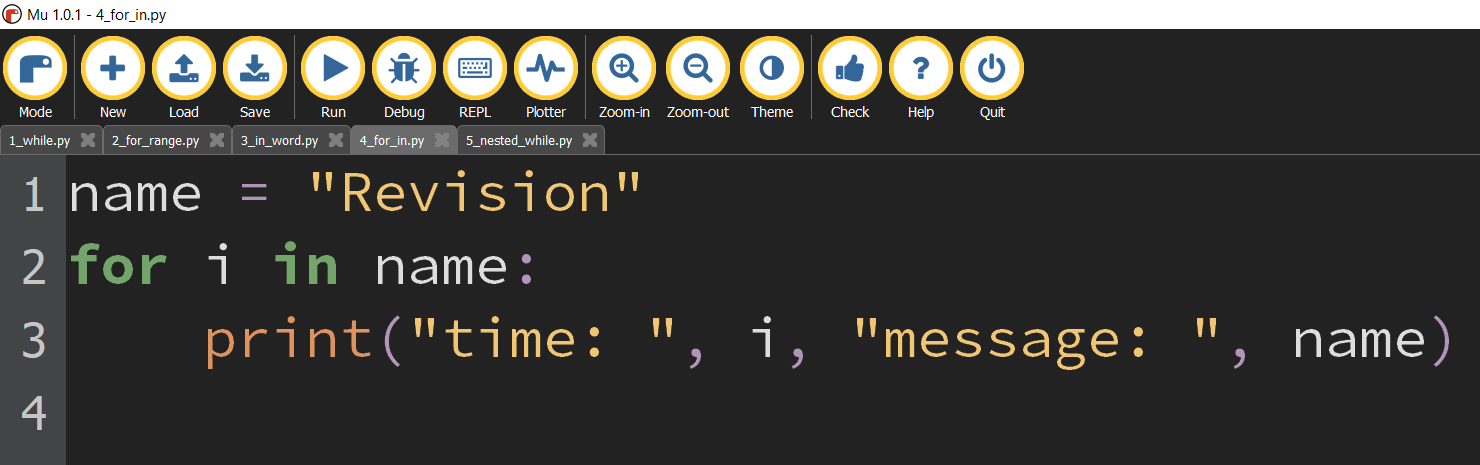 Mu 1.0.1 - 4_for_in.py
Mode New Load Save Run Debug REPL Plotter Zoom-in Zoom-out Theme Check Help Quit
1_while.py 2_for_range.py 3_in_word.py 4_for_in.py 5_nested_while.py
1 name = "Revision"
2 for i in name:
3     print("time: ", i, "message: ", name)
4